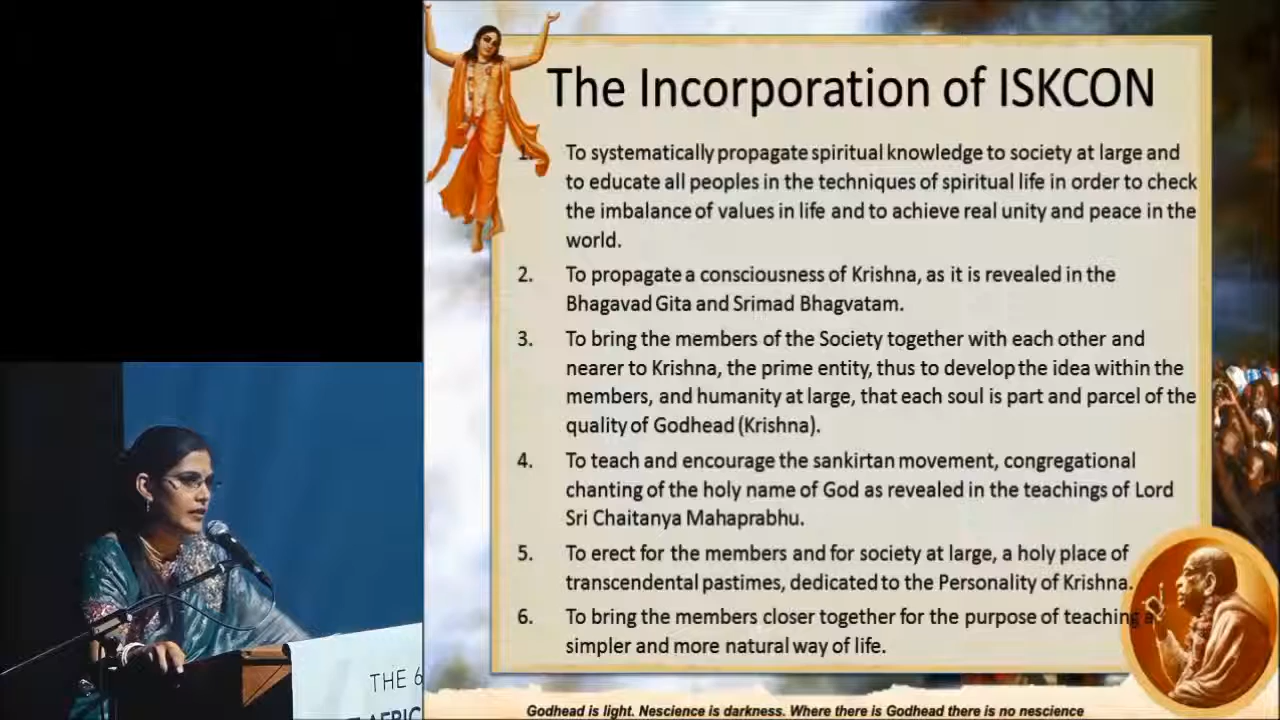 The Incorporation of ISKCON
1. To systematically propagate spiritual knowledge to society at large and
to educate all peoples in the techniques of spiritual life in order to check
the imbalance of values in life and to achieve real unity and peace in the
world.
2. To propagate a consciousness of Krishna, as it is revealed in the
Bhagavad Gita and Srimad Bhagvatam.
3. To bring the members of the Society together with each other and
nearer to Krishna, the prime entity, thus to develop the idea within the
members, and humanity at large, that each soul is part and parcel of the
quality of Godhead (Krishna).
4. To teach and encourage the sankirtan movement, congregational
chanting of the holy name of God as revealed in the teachings of Lord
Sri Chaitanya Mahaprabhu.
5. To erect for the members and for society at large, a holy place of
transcendental pastimes, dedicated to the Personality of Krishna.
6. To bring the members closer together for the purpose of teaching a
simpler and more natural way of life.
Godhead is light. Nescience is darkness. Where there is Godhead there is no nescience
THE 6